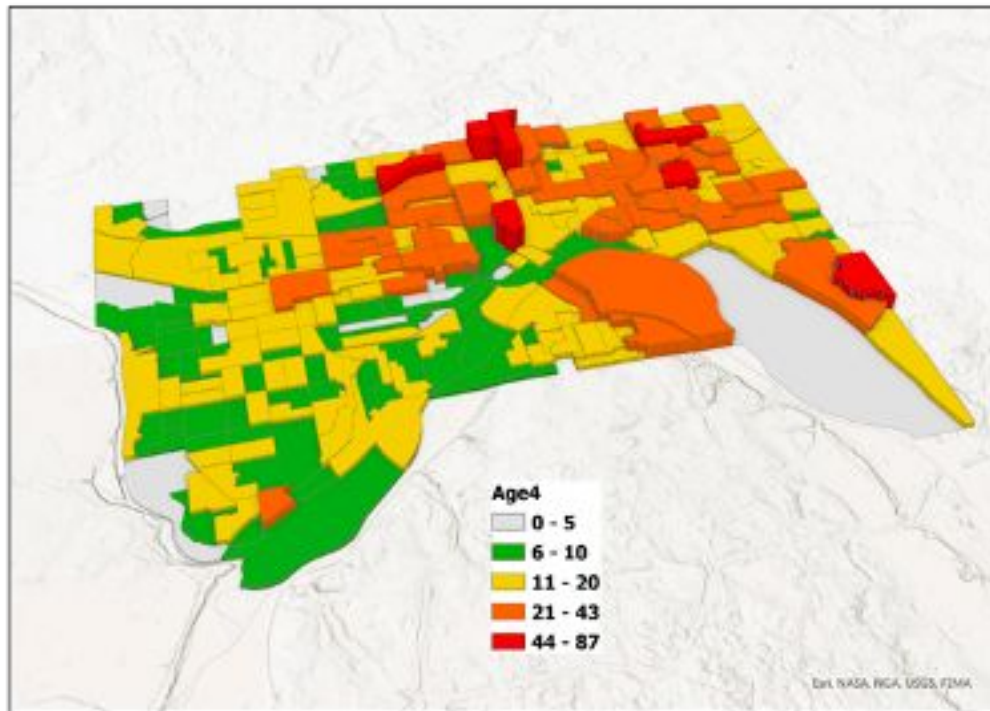 Age4
0 - 5
6 - 10
11 - 20
21 - 43
44 - 87
Esri, NASA, NGA, USGS, FEMA